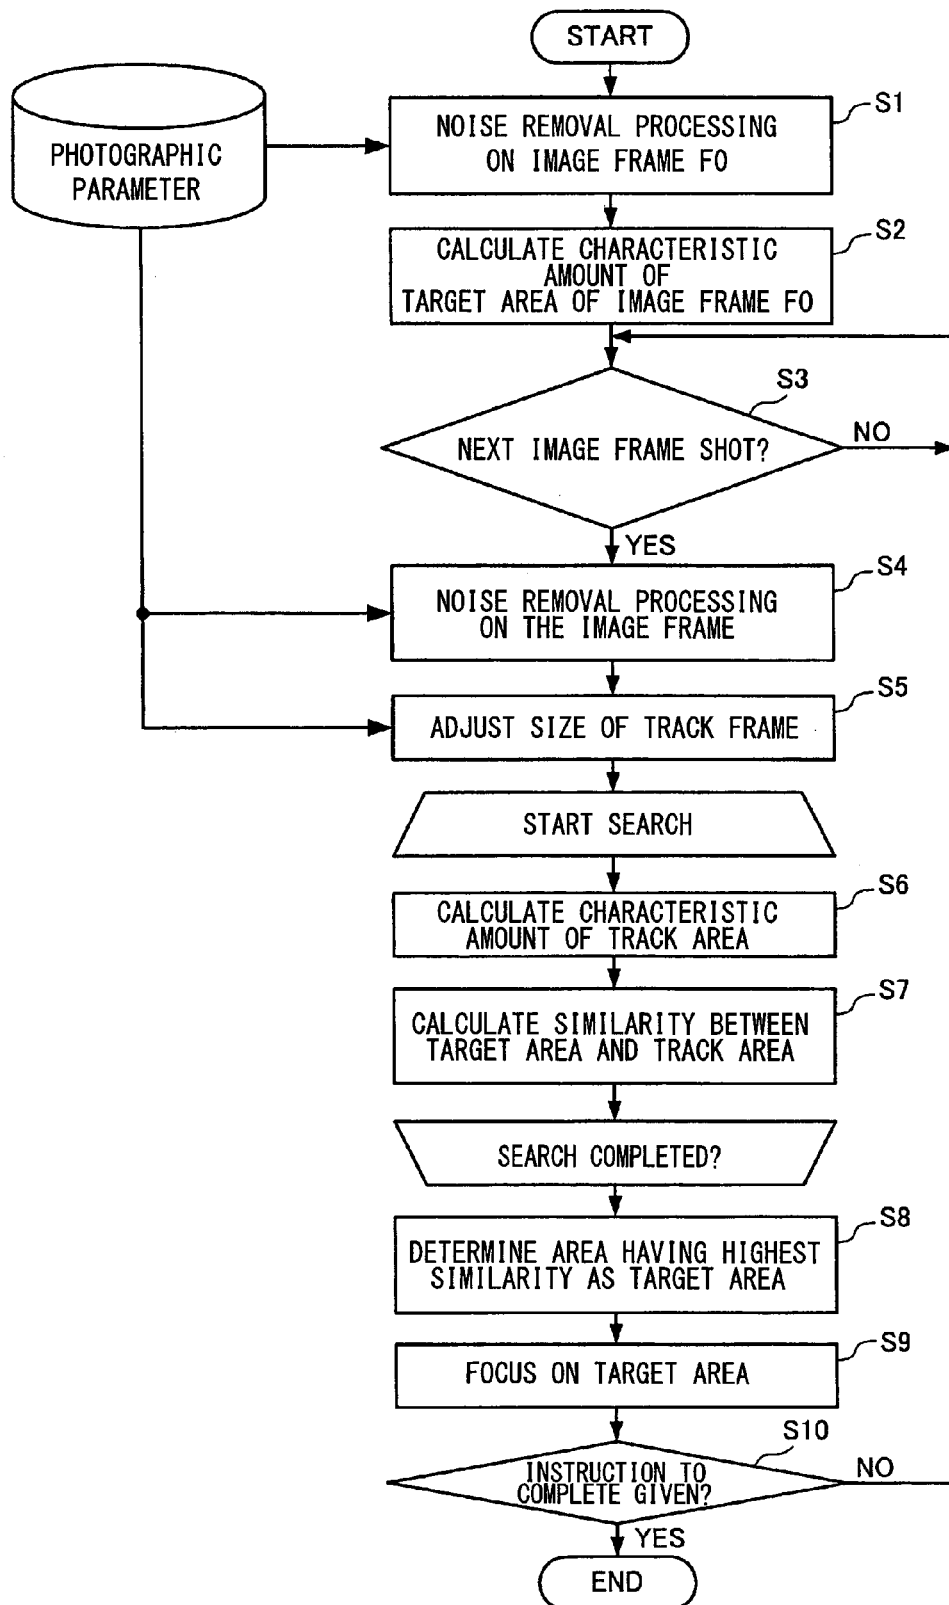 START
PHOTOGRAPHIC
PARAMETER
S1
NOISE REMOVAL PROCESSING
ON IMAGE FRAME F0
S2
CALCULATE CHARACTERISTIC
AMOUNT OF
TARGET AREA OF IMAGE FRAME F0
S3
NEXT IMAGE FRAME SHOT?
NO
YES
S4
NOISE REMOVAL PROCESSING
ON THE IMAGE FRAME
S5
ADJUST SIZE OF TRACK FRAME
START SEARCH
S6
CALCULATE CHARACTERISTIC
AMOUNT OF TRACK AREA
S7
CALCULATE SIMILARITY BETWEEN
TARGET AREA AND TRACK AREA
SEARCH COMPLETED?
S8
DETERMINE AREA HAVING HIGHEST
SIMILARITY AS TARGET AREA
S9
FOCUS ON TARGET AREA
S10
INSTRUCTION TO
COMPLETE GIVEN?
NO
YES
END